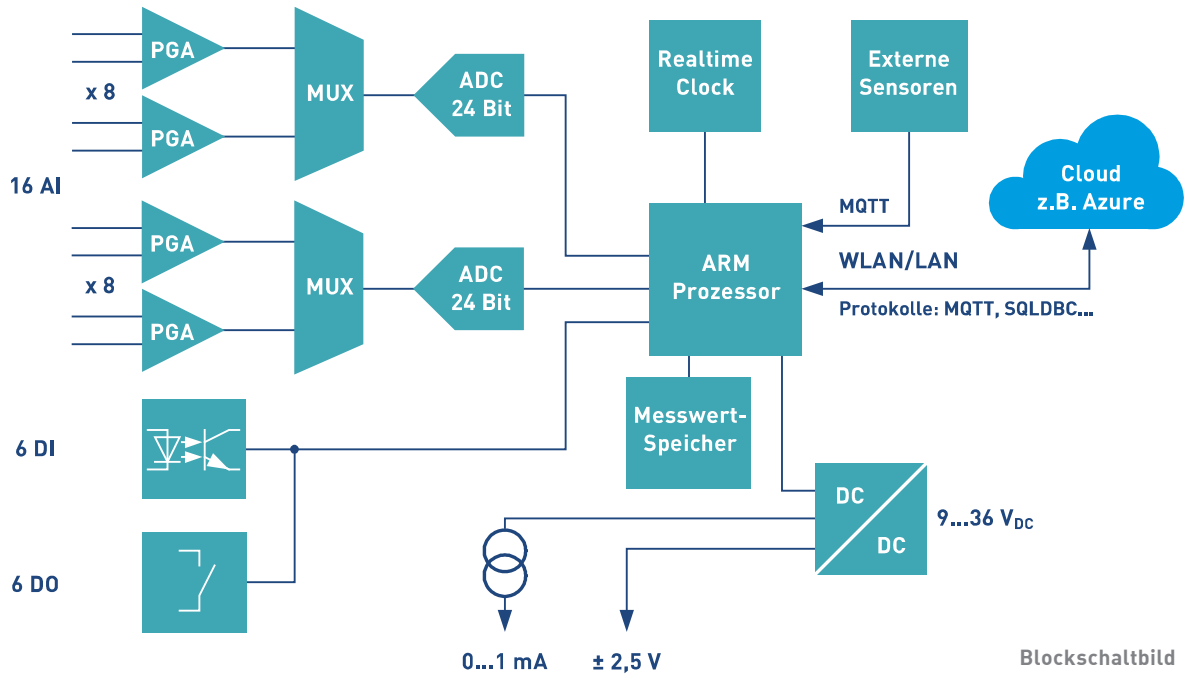 PGA
x 8
PGA
MUX
ADC
24 Bit
Realtime
Clock
Externe
Sensoren
16 AI
Cloud
z.B. Azure
MQTT
PGA
x 8
PGA
MUX
ADC
24 Bit
ARM
Prozessor
WLAN/LAN
Protokolle: MQTT, SQLDBC...
Messwert-
Speicher
6 DI
DC
DC
9...36 VDC
6 DO
0...1 mA
± 2,5 V
Blockschaltbild